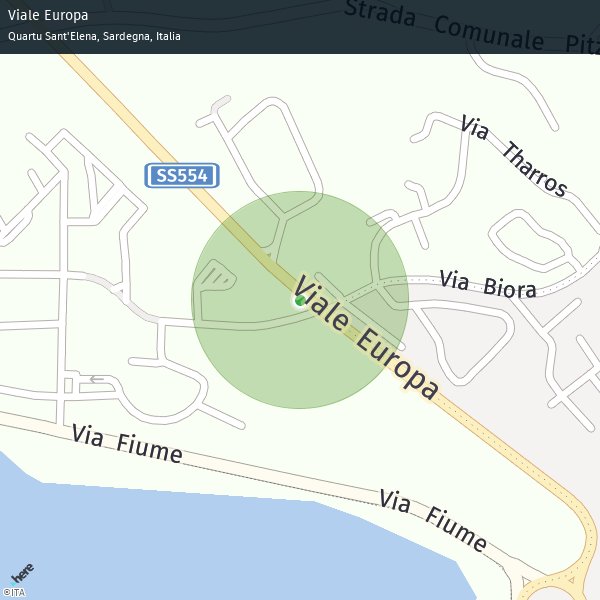 Viale Europa
Quartu Sant'Elena, Sardegna, Italia
Strada Comunale Pitz
Via Tharros
SS554
Via Biora
Viale Europa
Via Fiume
Via Fiume
here
©ITA